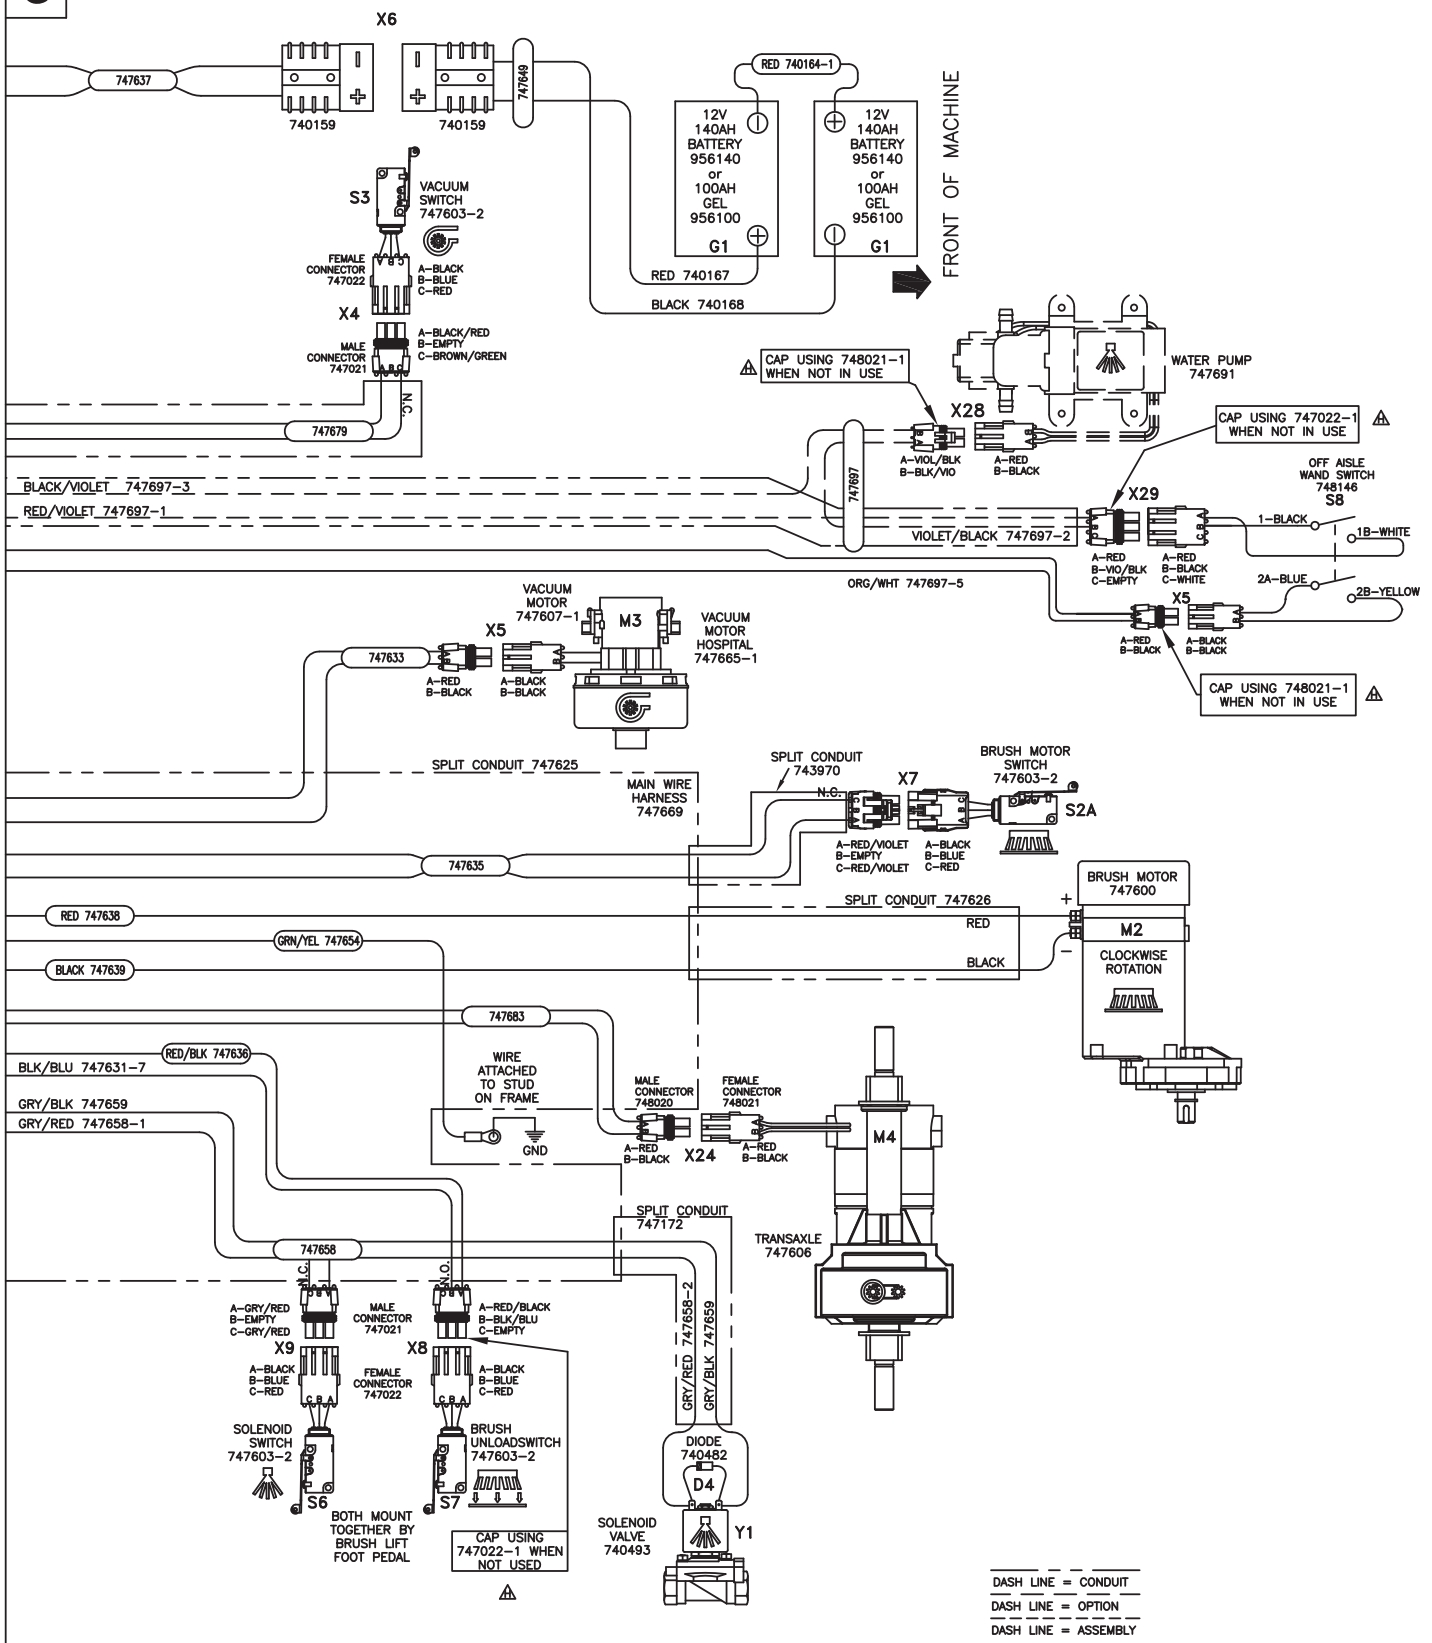 X6
747637
740159
740159
747649
RED 740164-1
12V
140AH
BATTERY
956140
or
100AH
GEL
956100
G1
12V
140AH
BATTERY
956140
or
100AH
GEL
956100
G1
FRONT OF MACHINE
RED 740167
BLACK 740168
S3
VACUUM
SWITCH
747603-2
FEMALE
CONNECTOR
747022
A B C
A-BLACK
B-BLUE
C-RED
X4
MALE
CONNECTOR
747021
A B C
A-BLACK/RED
B-EMPTY
C-BROWN/GREEN
N.C.
747679
WATER PUMP
747691
CAP USING 748021-1
WHEN NOT IN USE
H
X28
A-VIOL/BLK
B-BLK/VIO
A-RED
B-BLACK
CAP USING 747022-1
WHEN NOT IN USE
H
BLACK/VIOLET 747697-3
RED/VIOLET 747697-1
747697
VIOLET/BLACK 747697-2
X29
A-RED
B-VIO/BLK
C-EMPTY
A-RED
B-BLACK
C-WHITE
OFF AISLE
WAND SWITCH
748146
S8
1-BLACK
1B-WHITE
2A-BLUE
2B-YELLOW
ORG/WHT 747697-5
X5
A-RED
B-BLACK
A-BLACK
B-BLACK
CAP USING 748021-1
WHEN NOT IN USE
H
VACUUM
MOTOR
747607-1
M3
VACUUM
MOTOR
HOSPITAL
747665-1
747633
X5
A-RED
B-BLACK
A-BLACK
B-BLACK
SPLIT CONDUIT 747625
MAIN WIRE
HARNESS
747669
SPLIT CONDUIT
743970
N.C.
X7
A-RED/VIOLET
B-EMPTY
C-RED/VIOLET
A-BLACK
B-BLUE
C-RED
BRUSH MOTOR
SWITCH
747603-2
S2A
747635
SPLIT CONDUIT 747626
RED
BLACK
BRUSH MOTOR
747600
+
M2
-
CLOCKWISE
ROTATION
RED 747638
GRN/YEL 747654
BLACK 747639
747683
RED/BLK 747636
BLK/BLU 747631-7
GRY/BLK 747659
GRY/RED 747658-1
WIRE
ATTACHED
TO STUD
ON FRAME
GND
MALE
CONNECTOR
748020
FEMALE
CONNECTOR
748021
A-RED
B-BLACK
X24
A-RED
B-BLACK
M4
TRANSAXLE
747606
SPLIT CONDUIT
747172
747658
N.C.
N.O.
A-GRY/RED
B-EMPTY
C-GRY/RED
MALE
CONNECTOR
747021
A-RED/BLACK
B-BLK/BLU
C-EMPTY
X9
X8
A-BLACK
B-BLUE
C-RED
FEMALE
CONNECTOR
747022
A-BLACK
B-BLUE
C-RED
C B A
C B A
GRY/RED 747658-2
GRY/BLK 747659
SOLENOID
SWITCH
747603-2
S6
BRUSH
UNLOADSWITCH
747603-2
S7
BOTH MOUNT
TOGETHER BY
BRUSH LIFT
FOOT PEDAL
CAP USING
747022-1 WHEN
NOT USED
H
DIODE
740482
D4
SOLENOID
VALVE
740493
Y1
DASH LINE = CONDUIT
DASH LINE = OPTION
DASH LINE = ASSEMBLY